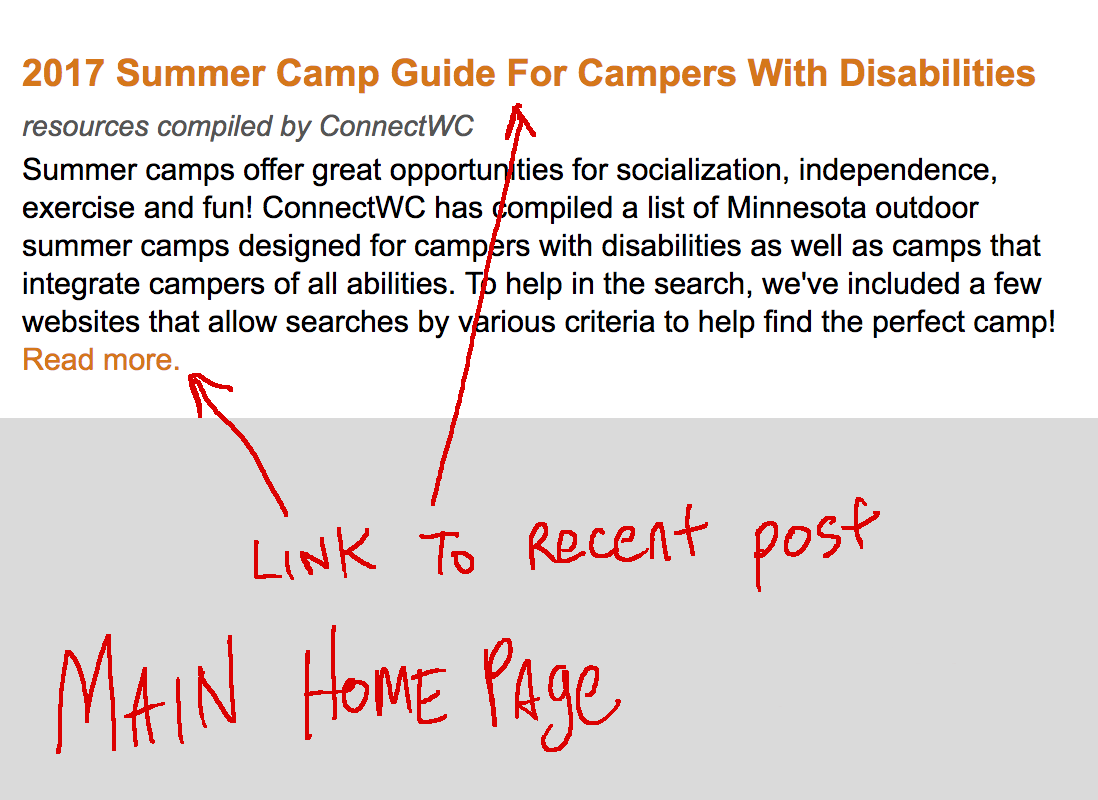 2017 Summer Camp Guide For Campers With Disabilities
resources compiled by ConnectWC
Summer camps offer great opportunities for socialization, independence,
exercise and fun! ConnectWC has compiled a list of Minnesota outdoor
summer camps designed for campers with disabilities as well as camps that
integrate campers of all abilities. To help in the search, we've included a few
websites that allow searches by various criteria to help find the perfect camp!
Read more.
LINK TO Recent post
MAIN HOME PAge